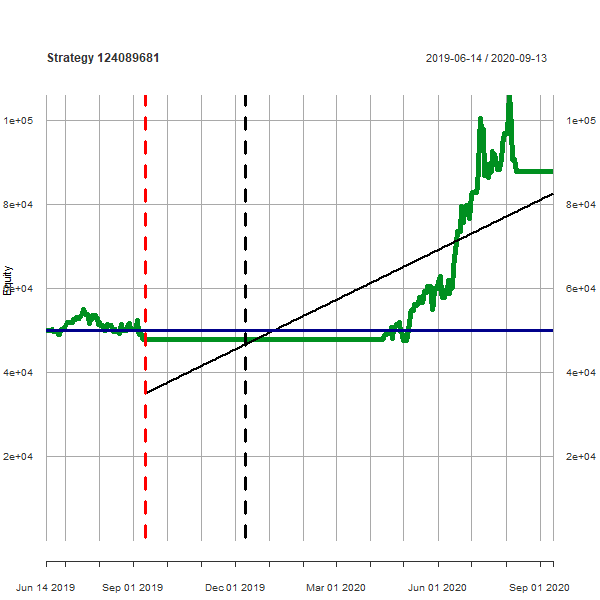 Strategy 124089681
2019-06-14 / 2020-09-13
1e+05
1e+05
8e+04
8e+04
Equity
6e+04
6e+04
4e+04
4e+04
2e+04
2e+04
Jun 14 2019
Sep 01 2019
Dec 01 2019
Mar 01 2020
Jun 01 2020
Sep 01 2020